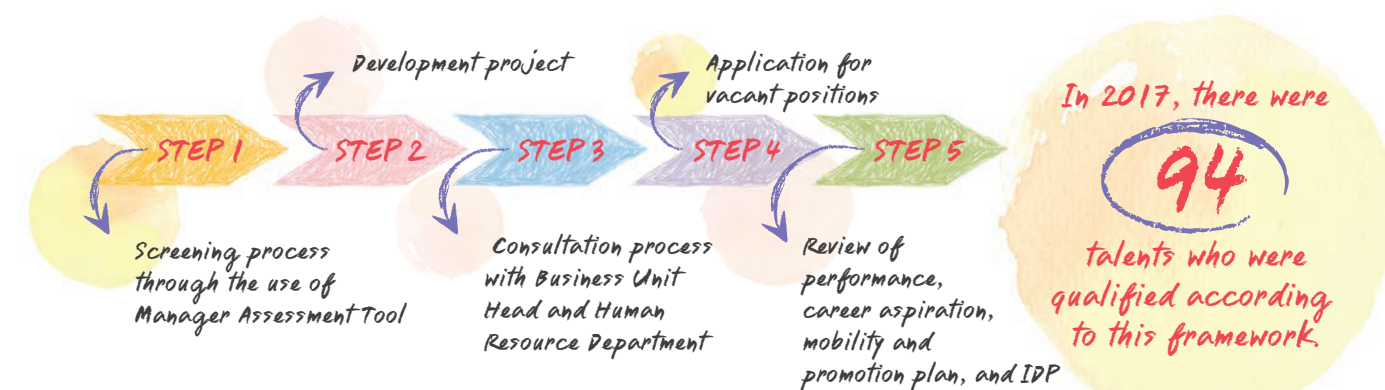 STEP 1
Screening process
through the use of
Manager Assessment Tool
STEP 2
Development project
STEP 3
Consultation process
with Business Unit
Head and Human
Resource Department
STEP 4
Application for
vacant positions
STEP 5
Review of
performance,
career aspiration,
mobility and
promotion plan, and IDP
In 2017, there were
94
talents who were
qualified according
to this framework.